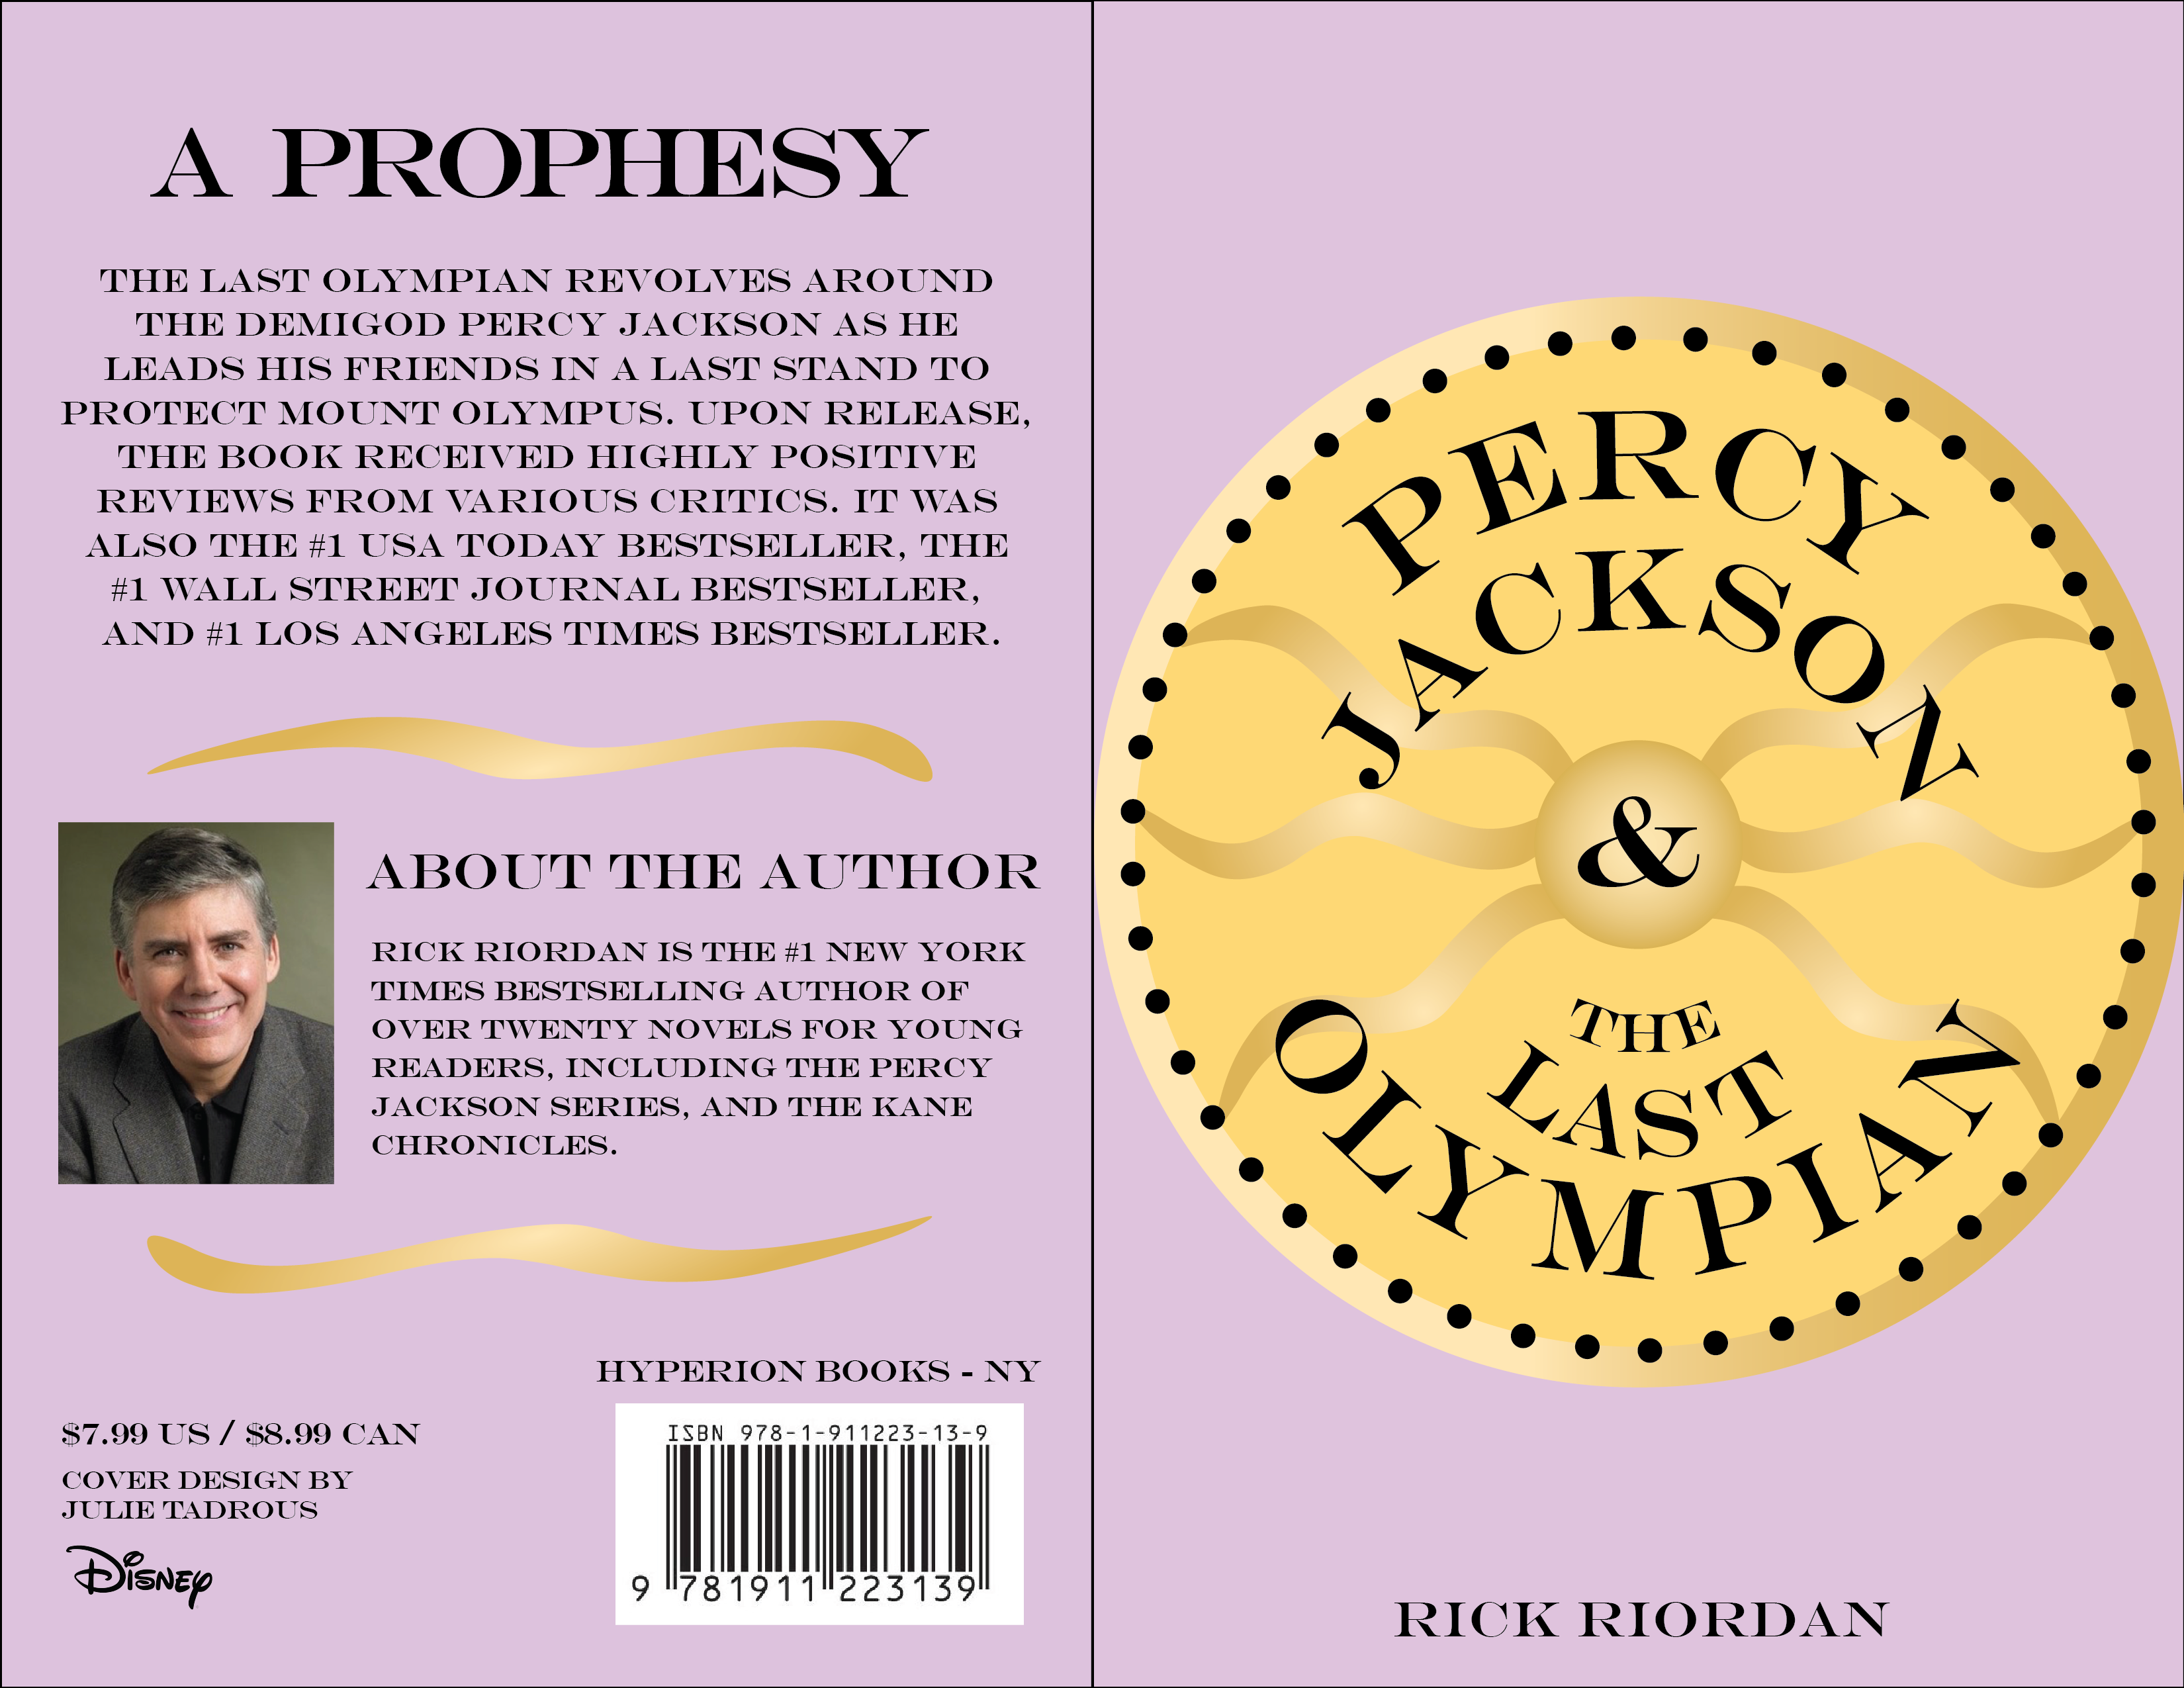 A PROPHESY
THE LAST OLYMPIAN REVOLVES AROUND
THE DEMIGOD PERCY JACKSON AS HE
LEADS HIS FRIENDS IN A LAST STAND TO
PROTECT MOUNT OLYMPUS. UPON RELEASE,
THE BOOK RECEIVED HIGHLY POSITIVE
REVIEWS FROM VARIOUS CRITICS. IT WAS
ALSO THE #1 USA TODAY BESTSELLER, THE
#1 WALL STREET JOURNAL BESTSELLER,
AND #1 LOS ANGELES TIMES BESTSELLER.
ABOUT THE AUTHOR
RICK RIORDAN IS THE #1 NEW YORK
TIMES BESTSELLING AUTHOR OF
OVER TWENTY NOVELS FOR YOUNG
READERS, INCLUDING THE PERCY
JACKSON SERIES, AND THE KANE
CHRONICLES.
HYPERION BOOKS - NY
$7.99 US / $8.99 CAN
COVER DESIGN BY
JULIE TADROUS
Disney
ISBN 978-1-911223-13-9
9 781911 223139
PERCY
JACKSON
&
THE
LAST
OLYMPIAN
RICK RIORDAN